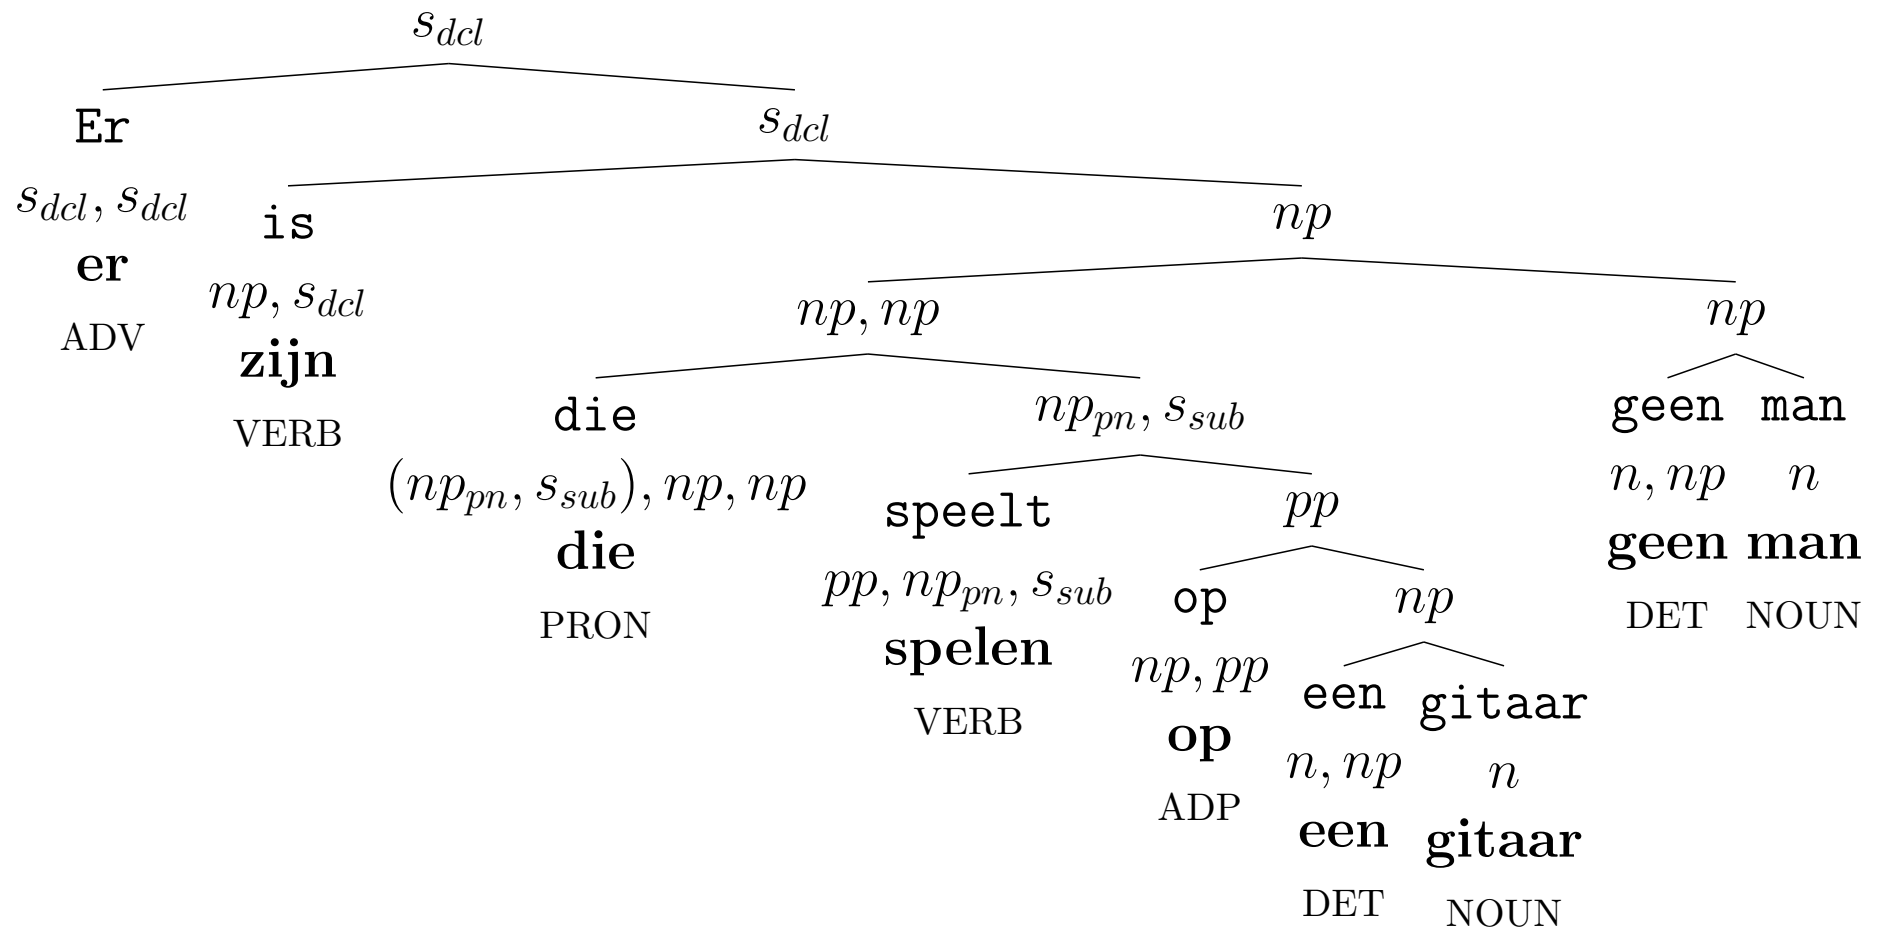 s_dcl
Er
s_dcl, s_dcl
er
ADV
s_dcl
is
np, s_dcl
zijn
VERB
np
np, np
die
(np_pn, s_sub), np, np
die
PRON
np_pn, s_sub
speelt
pp, np_pn, s_sub
spelen
VERB
pp
op
np, pp
op
ADP
np
een
n, np
een
DET
gitaar
n
gitaar
NOUN
np
geen
n, np
geen
DET
man
n
man
NOUN